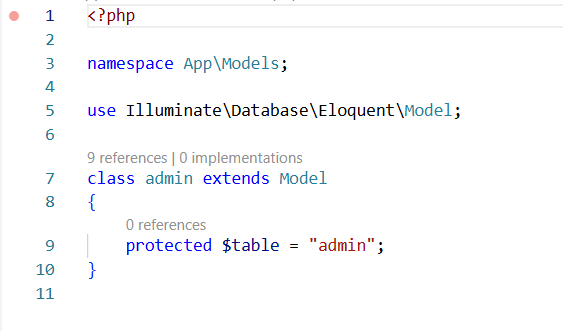 1 <?php
2
3 namespace App\Models;
4
5 use Illuminate\Database\Eloquent\Model;
6
9 references | 0 implementations
7 class admin extends Model
8 {
0 references
9 protected $table = "admin";
10 }
11